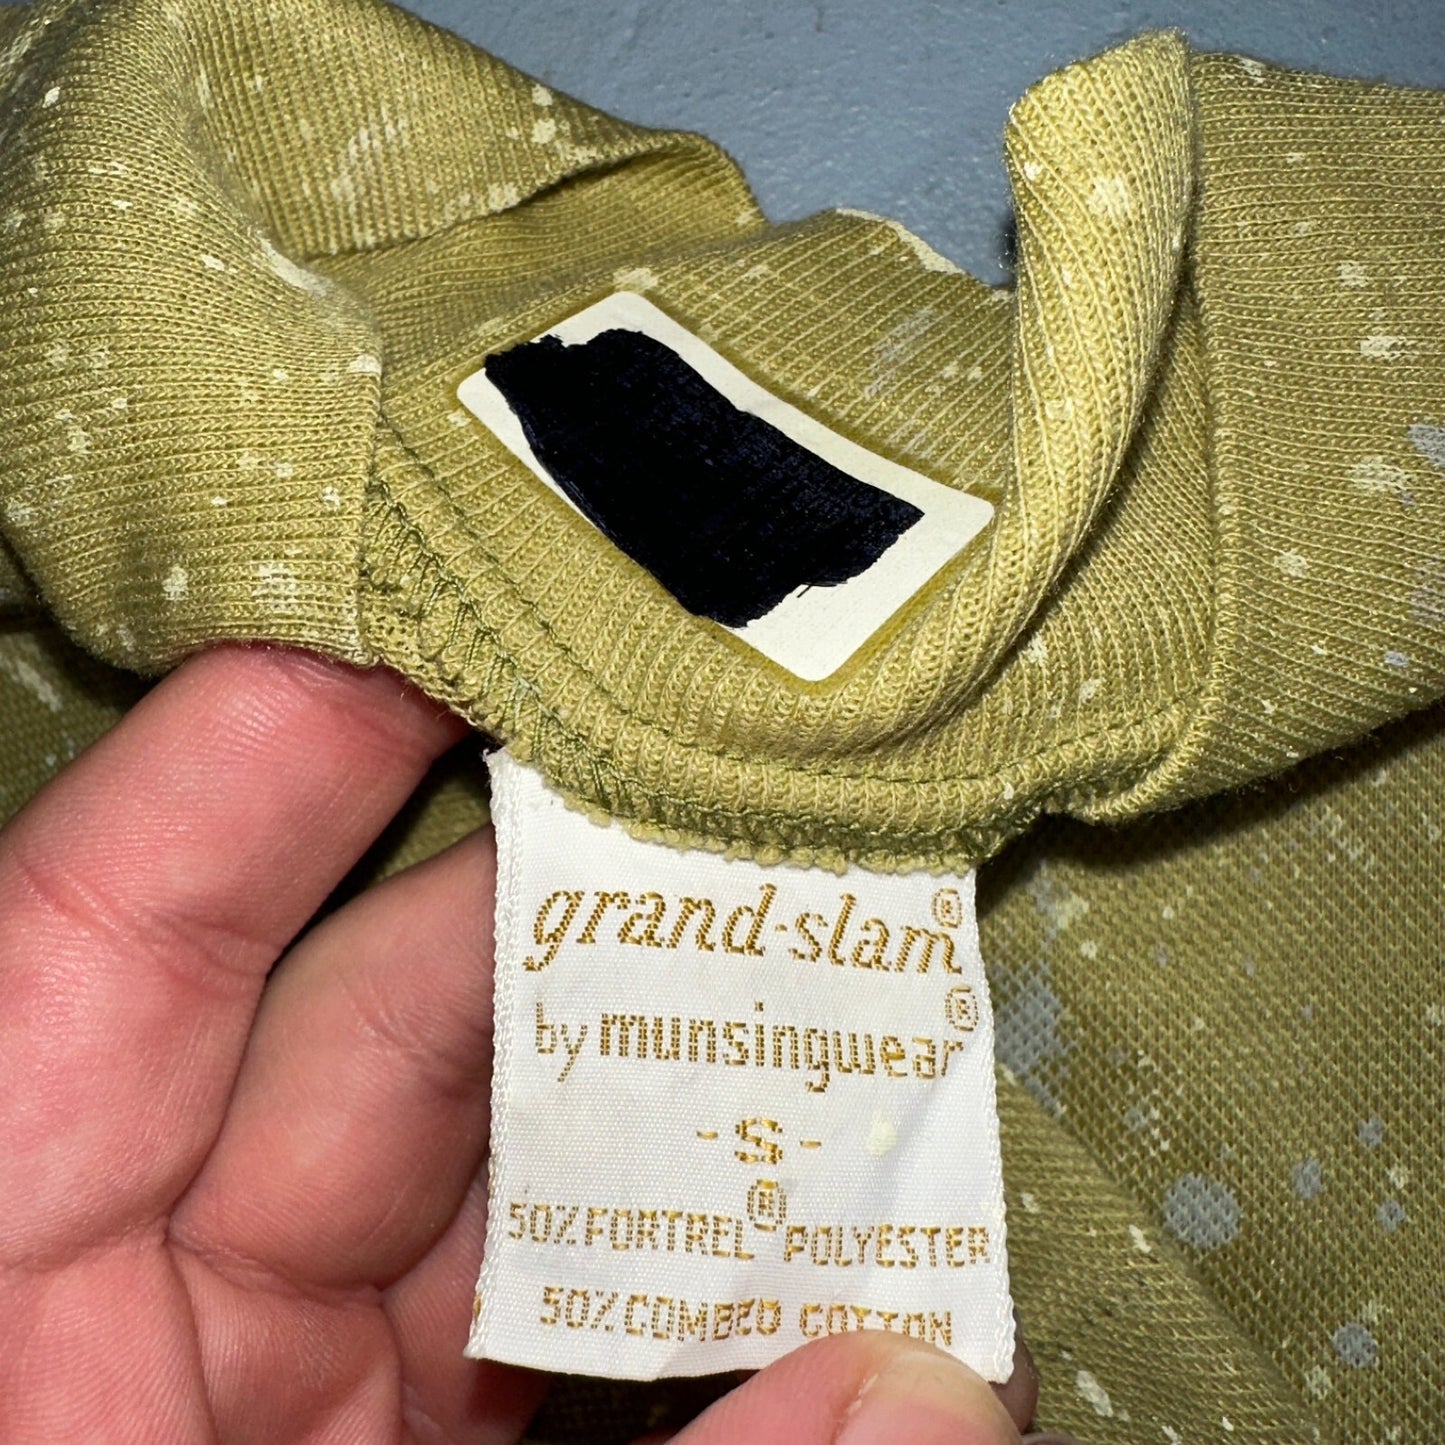 grand-slam®
by munsingwear®
-S-
50% FORTREL® POLYESTER
50% COMBED COTTON